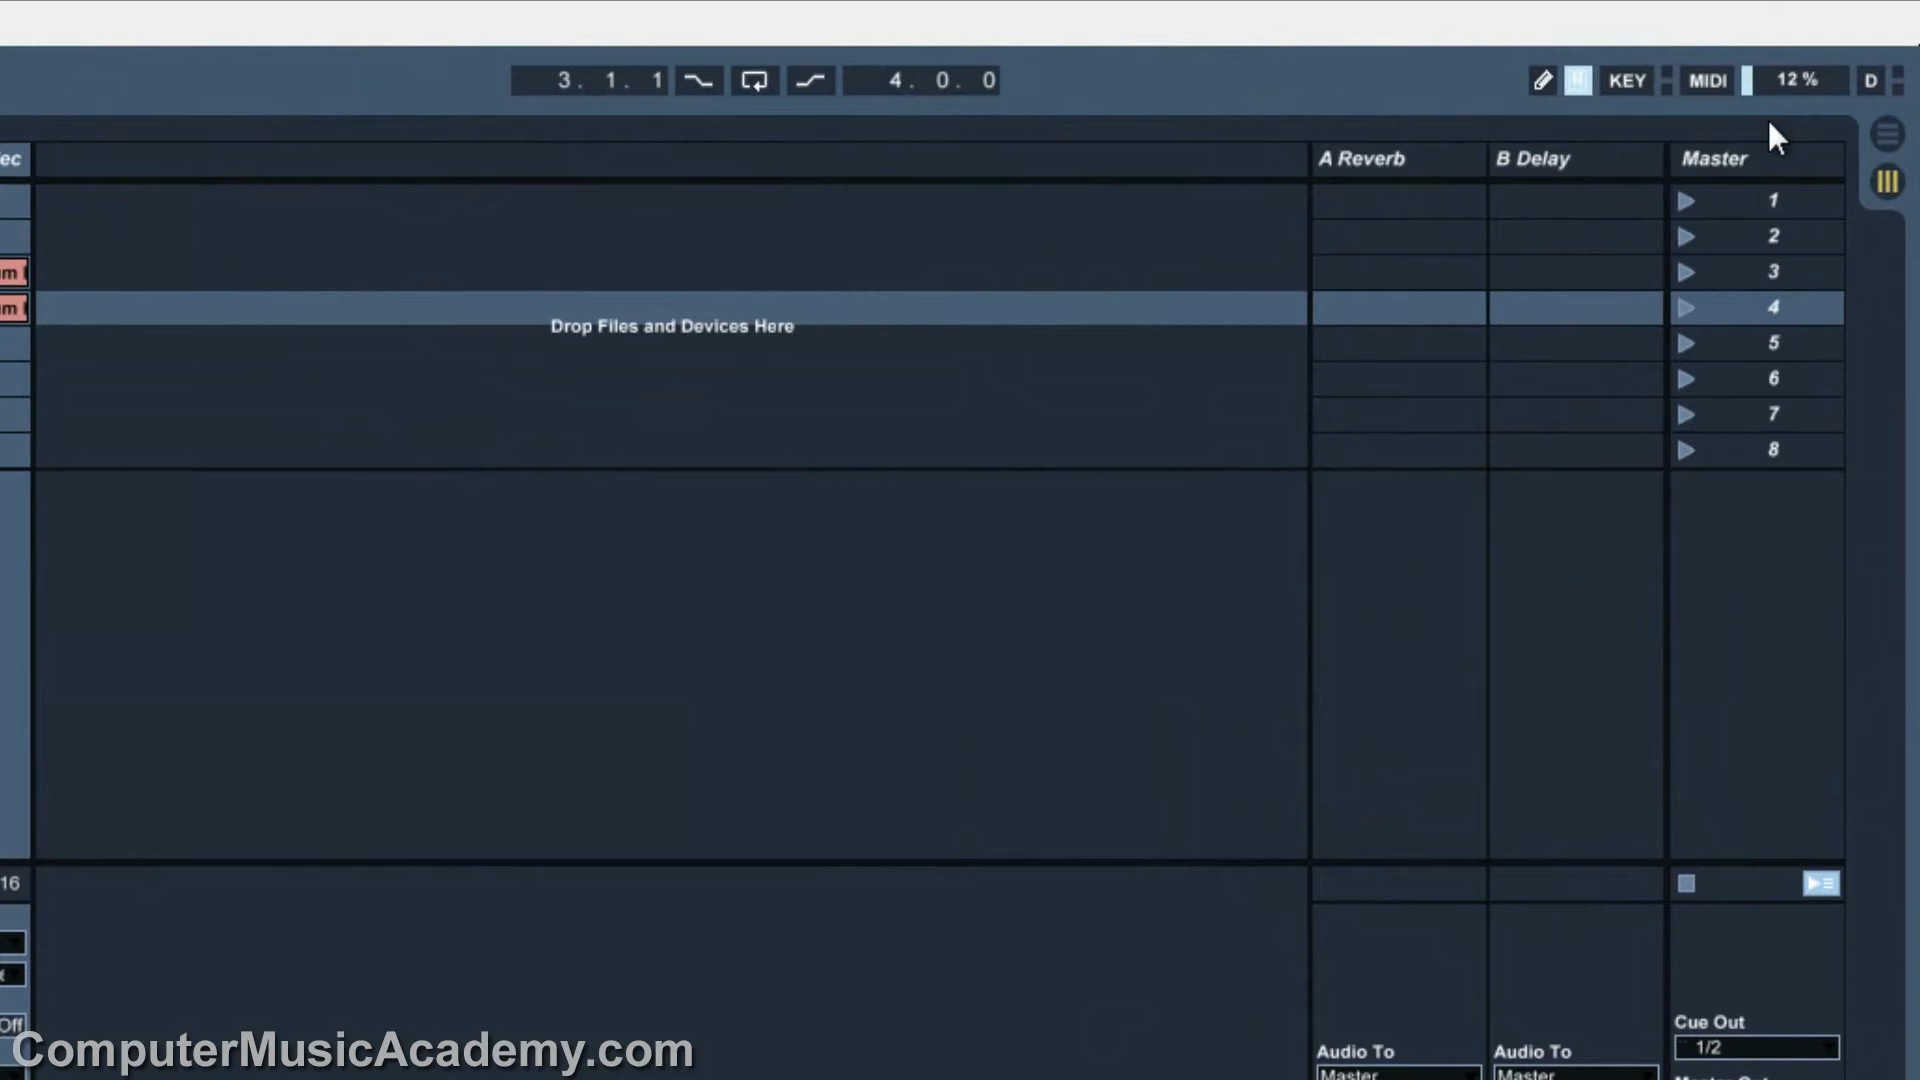 3. 1. 1
4. 0. 0
KEY
MIDI
12 %
D
A Reverb
B Delay
Master
1
2
3
4
Drop Files and Devices Here
5
6
7
8
16
Off
Cue Out
1/2
Audio To
Audio To
Master
Master
ComputerMusicAcademy.com